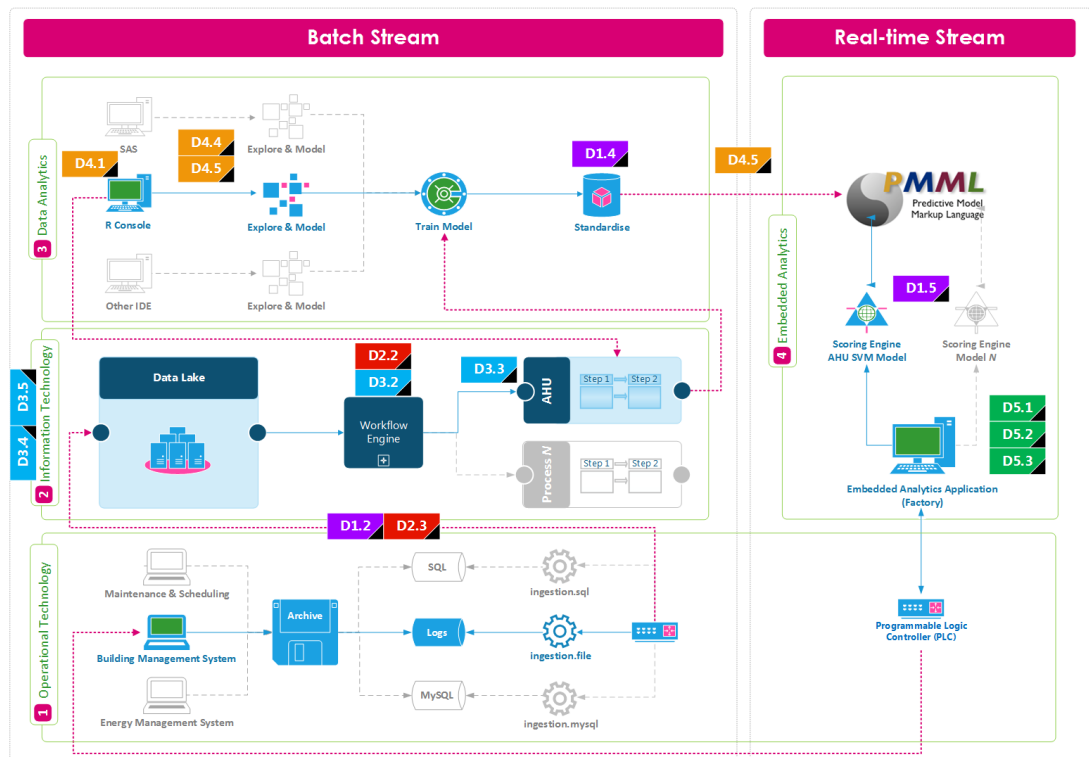 Batch Stream
Real-time Stream
3 Data Analytics
SAS
Explore & Model
D4.1
D4.4
D4.5
R Console
Explore & Model
Train Model
D1.4
Standardise
D4.5
Other IDE
Explore & Model
PMML
Predictive Model
Markup Language
4 Embedded Analytics
D1.5
Scoring Engine
AHU SVM Model
Scoring Engine
Model N
D5.1
D5.2
D5.3
Embedded Analytics Application
(Factory)
2 Information Technology
D3.5
D3.4
Data Lake
D2.2
D3.2
Workflow
Engine
D3.3
AHU
Step 1
Step 2
Process N
Step 1
Step 2
D1.2
D2.3
1 Operational Technology
Maintenance & Scheduling
Building Management System
Energy Management System
Archive
SQL
Logs
MySQL
ingestion.sql
ingestion.file
ingestion.mysql
Programmable Logic
Controller (PLC)